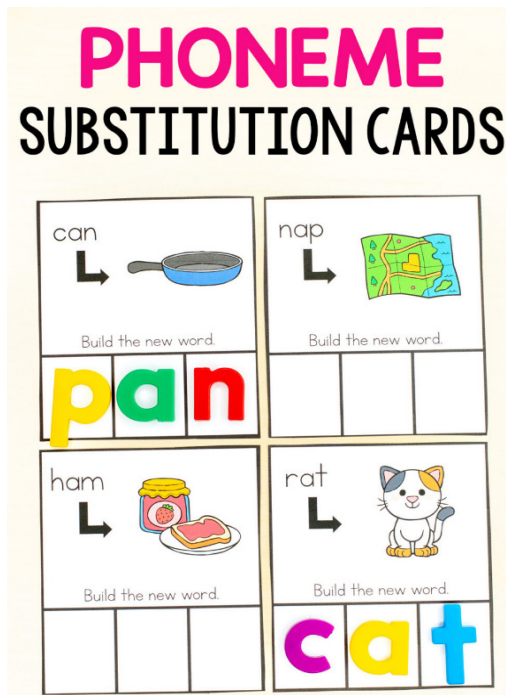 PHONEME
SUBSTITUTION CARDS
can
Build the new word.
pan
nap
Build the new word.
ham
Build the new word.
rat
Build the new word.
cat